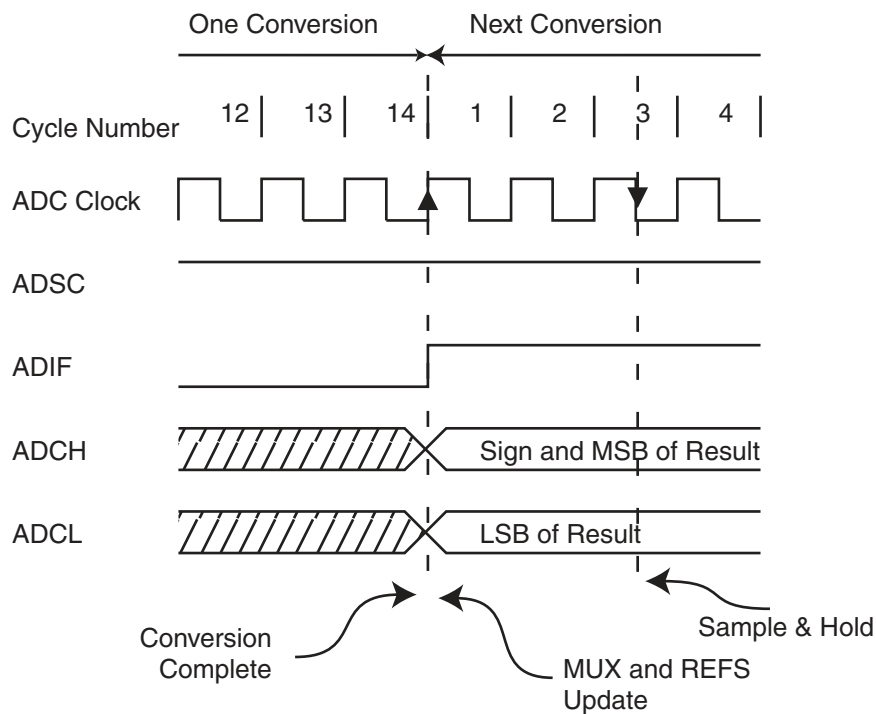 One Conversion Next Conversion
Cycle Number 12 13 14 1 2 3 4
ADC Clock
ADSC
ADIF
ADCH Sign and MSB of Result
ADCL LSB of Result
Conversion
Complete
MUX and REFS
Update
Sample & Hold